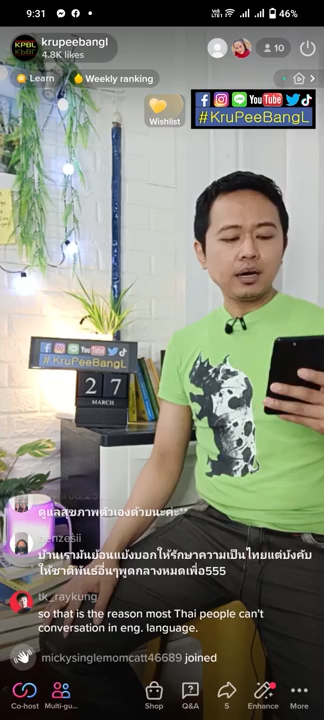 9:31
46%
krupeebangl
4.8K likes
10
Learn
Weekly ranking
KPBL
Wishlist
YouTube
#KruPeeBangL
YouTube
#KruPeeBangL
27
MARCH
ดูแลสุขภาพตัวเองด้วยนะคะ
benzesii
บ้านเรามันย้อนแย้งบอกให้รักษาความเป็นไทยแต่บังคับ
ให้ชาติพันธ์อื่นๆพูดกลางหมดเพื่อ555
tk_raykung
so that is the reason most Thai people can't
conversation in eng. language.
mickysinglemomcatt46689 joined
Co-host
Multi-gu...
Shop
Q&A
5
Enhance
More